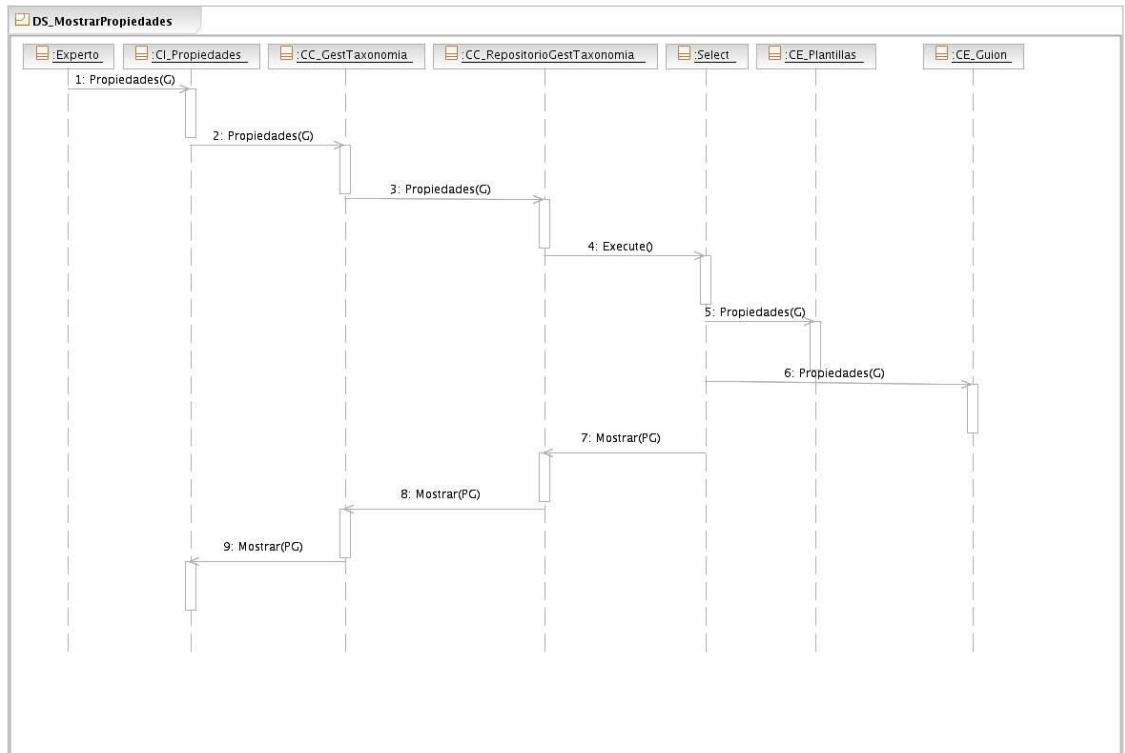 DS_MostrarPropiedades
:Experto
:CI_Propiedades
:CC_GestTaxonomia
:CC_RepositorioGestTaxonomia
:Select
:CE_Plantillas
:CE_Guion
1: Propiedades(G)
2: Propiedades(G)
3: Propiedades(G)
4: Execute()
5: Propiedades(G)
6: Propiedades(G)
7: Mostrar(PG)
8: Mostrar(PG)
9: Mostrar(PG)